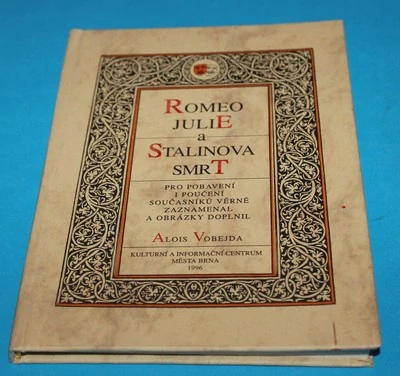 ROMEO
JULIE
a
STALINOVA
SMRT
PRO POBAVENÍ
I POUČENÍ
SOUČASNÍKŮ VĚRNĚ
ZAZNAMENAL
A OBRÁZKY DOPLNIL
ALOIS VOBEJDA
KULTURNÍ A INFORMAČNÍ CENTRUM
MĚSTA BRNA
1996